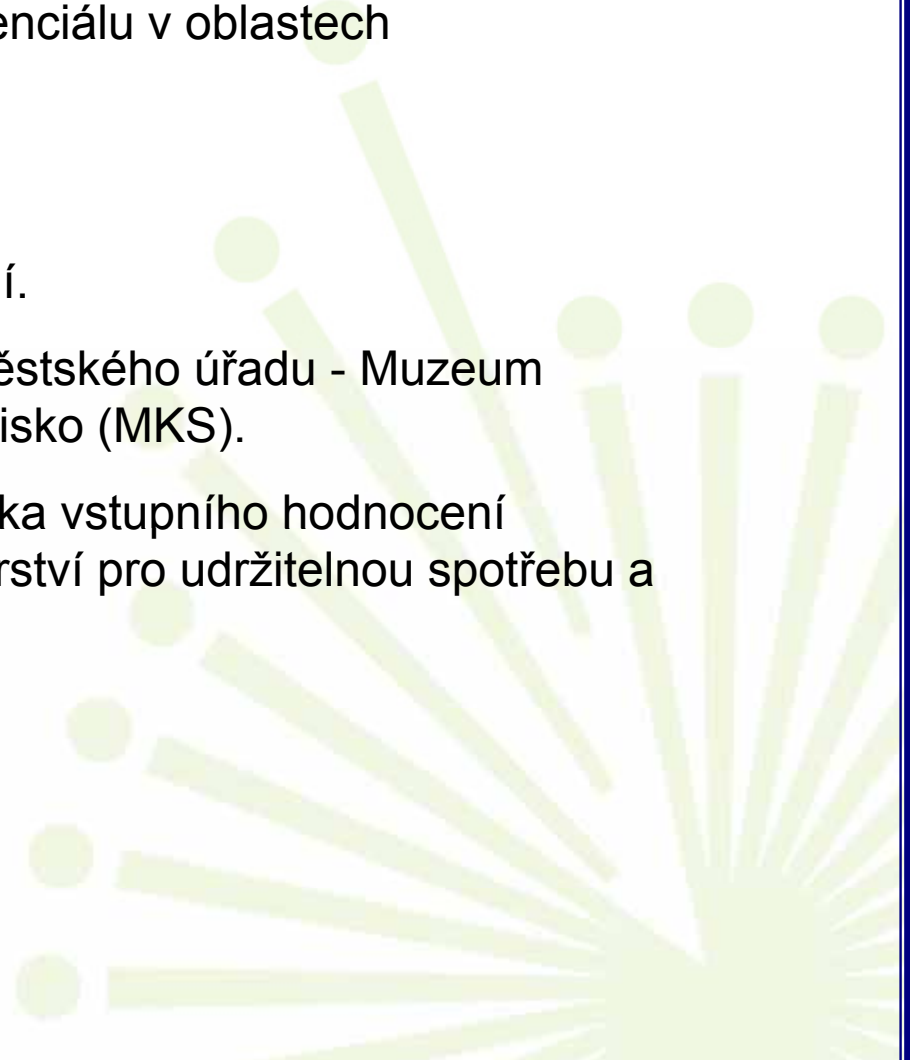 enciálu v oblastech
í.
ěstského úřadu - Muzeum
isko (MKS).
ka vstupního hodnocení
rství pro udržitelnou spotřebu a